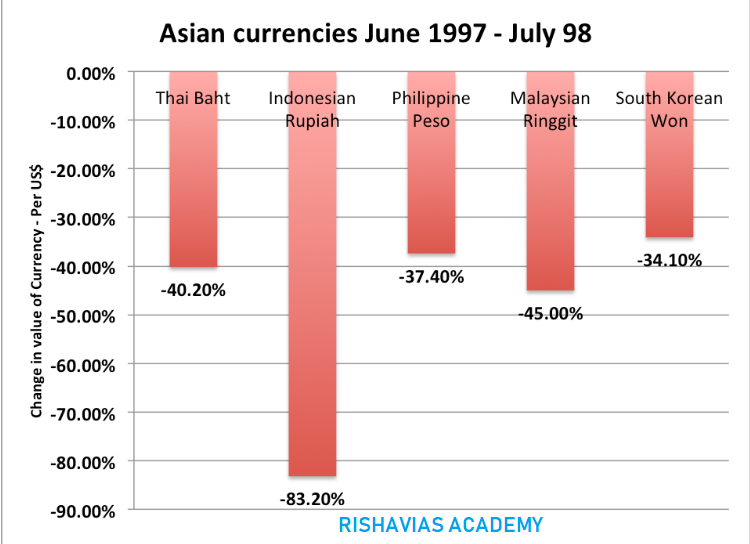 Asian currencies June 1997 - July 98
Change in value of Currency - Per US$
0.00%
-10.00%
-20.00%
-30.00%
-40.00%
-50.00%
-60.00%
-70.00%
-80.00%
-90.00%
Thai Baht
Indonesian
Rupiah
Philippine
Peso
Malaysian
Ringgit
South Korean
Won
-40.20%
-83.20%
-37.40%
-45.00%
-34.10%
RISHAVIAS ACADEMY